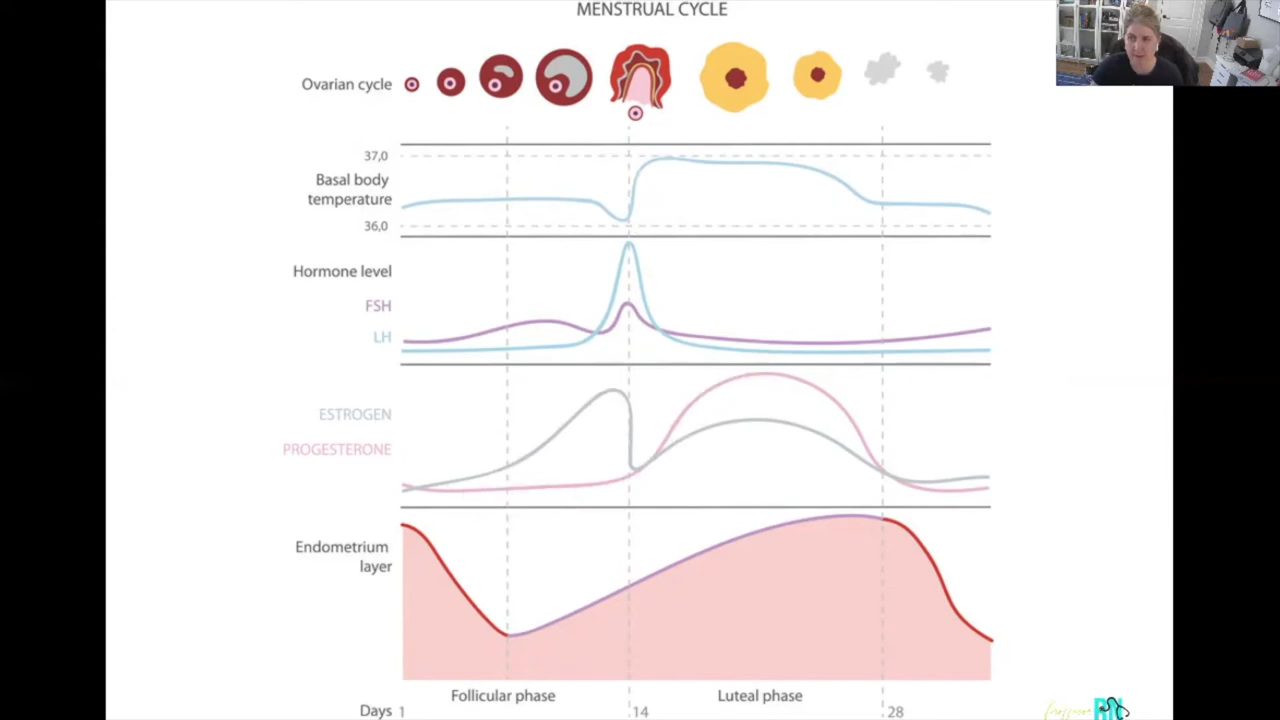 MENSTRUAL CYCLE
Ovarian cycle
37,0
Basal body
temperature
36,0
Hormone level
FSH
LH
ESTROGEN
PROGESTERONE
Endometrium
layer
Follicular phase
Luteal phase
Days 1
14
28
RN